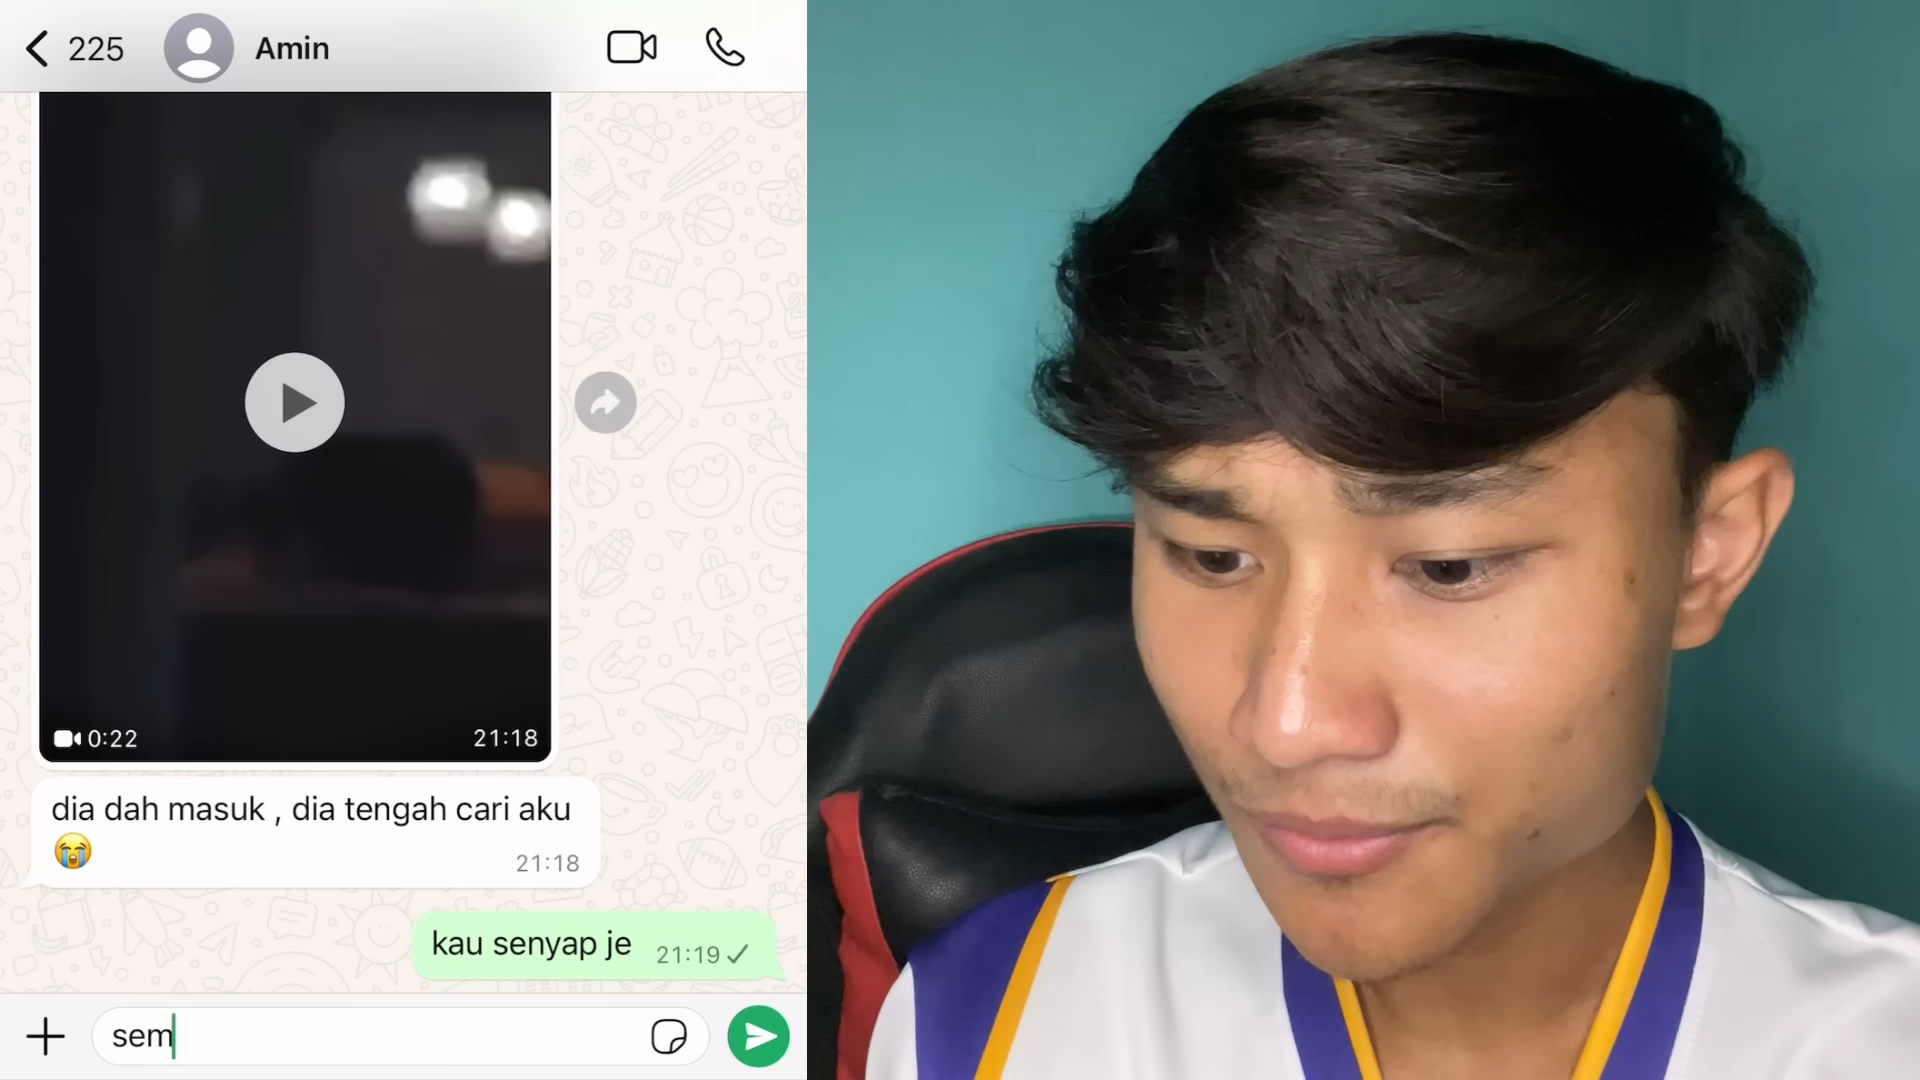 225 Amin
0:22 21:18
dia dah masuk , dia tengah cari aku
😭 21:18
kau senyap je 21:19
sem